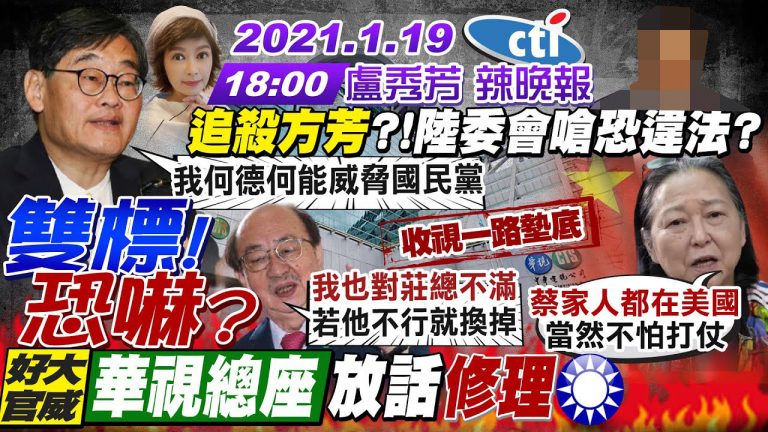 2021.1.19
cti
18:00 盧秀芳 辣晚報
追殺方芳?!陸委會嗆恐違法?
我何德何能威脅國民黨
雙標!
恐嚇?
收視一路墊底
華視
我也對莊總不滿
若他不行就換掉
蔡家人都在美國
當然不怕打仗
好大
官威
華視總座 放話修理